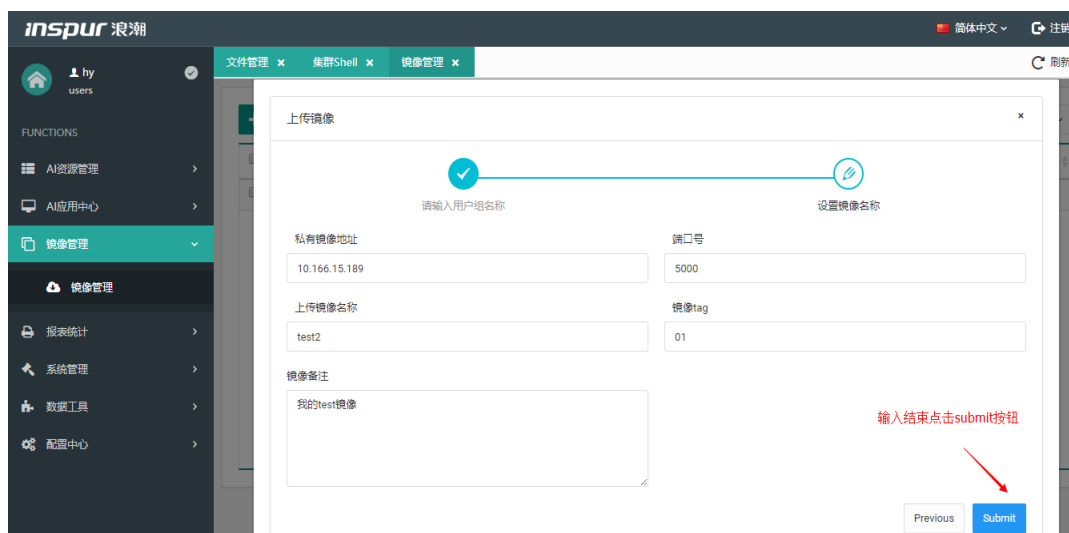 inspur 浪潮
简体中文
注销
hy
users
文件管理 ×
集群Shell ×
镜像管理 ×
刷新
FUNCTIONS
AI资源管理
AI应用中心
镜像管理
镜像管理
报表统计
系统管理
数据工具
配置中心
上传镜像
×
请输入用户组名称
设置镜像名称
私有镜像地址
端口号
10.166.15.189
5000
上传镜像名称
镜像tag
test2
01
镜像备注
我的test镜像
输入结束点击submit按钮
Previous
Submit